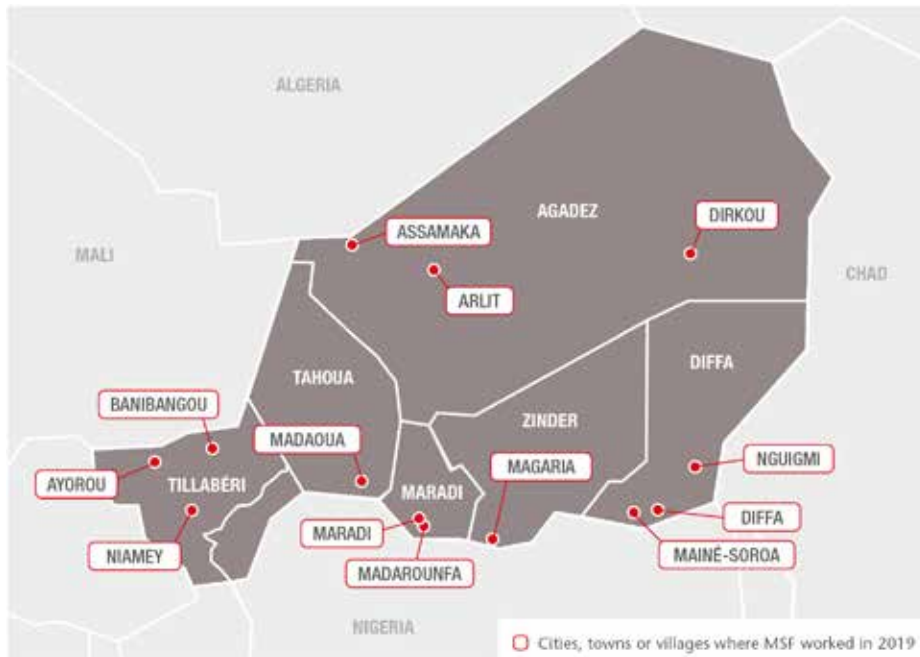 ALGERIA
AGADEZ
DIRKOU
ASSAMAKA
MALI
CHAD
ARLIT
DIFFA
TAHOUA
BANIBANGOU
ZINDER
MADAOUA
MAGARIA
NGUIGMI
AYOROU
TILLABÉRI
MARADI
DIFFA
MARADI
NIAMEY
MAINÉ-SOROA
MADAROUNFA
NIGERIA
Cities, towns or villages where MSF worked in 2019